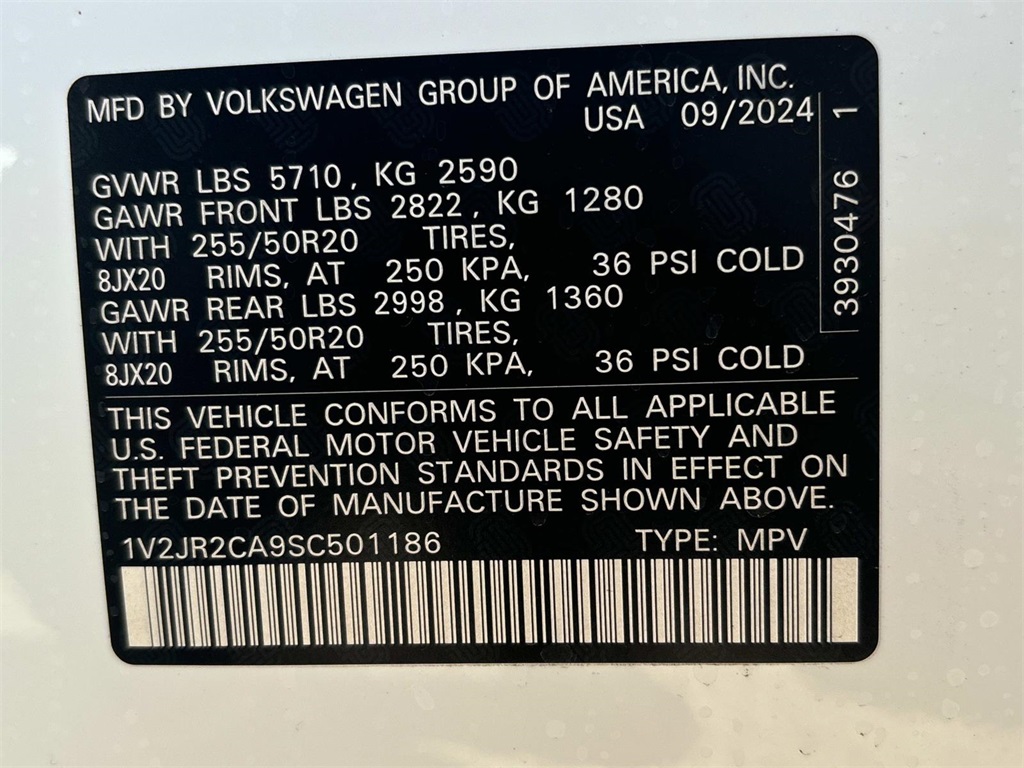 MFD BY VOLKSWAGEN GROUP OF AMERICA, INC.
USA 09/2024
GVWR LBS 5710, KG 2590
GAWR FRONT LBS 2822, KG 1280
WITH 255/50R20 TIRES,
8JX20 RIMS, AT 250 KPA, 36 PSI COLD
GAWR REAR LBS 2998, KG 1360
WITH 255/50R20 TIRES,
8JX20 RIMS, AT 250 KPA, 36 PSI COLD
THIS VEHICLE CONFORMS TO ALL APPLICABLE
U.S. FEDERAL MOTOR VEHICLE SAFETY AND
THEFT PREVENTION STANDARDS IN EFFECT ON
THE DATE OF MANUFACTURE SHOWN ABOVE.
1V2JR2CA9SC501186 TYPE: MPV
3930476 1